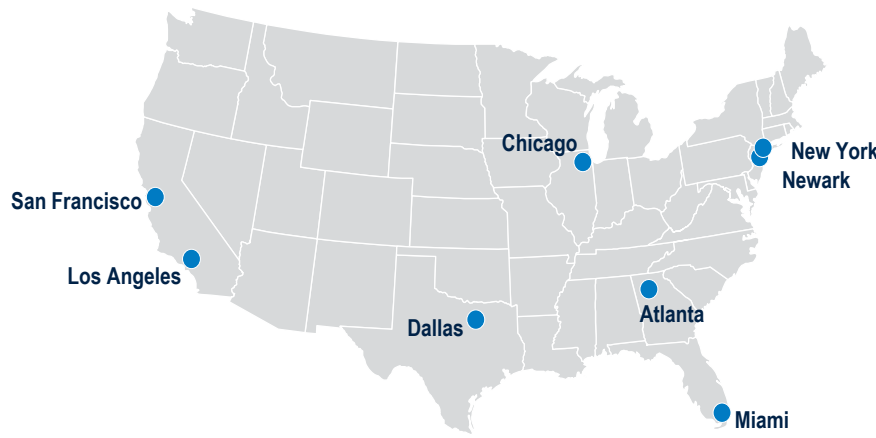 Chicago
New York
Newark
San Francisco
Los Angeles
Atlanta
Dallas
Miami